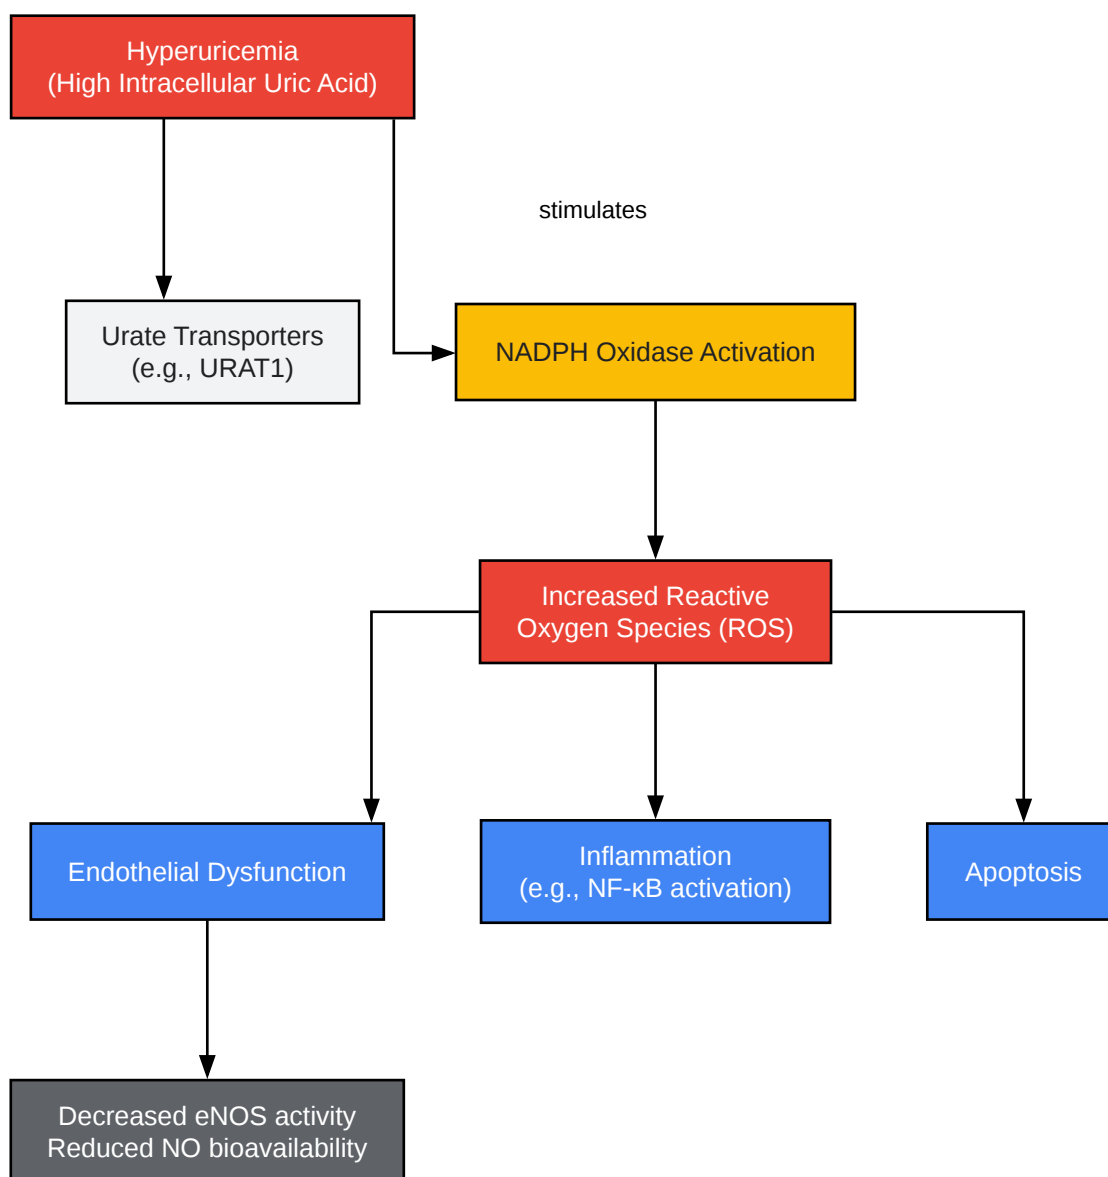 Hyperuricemia
(High Intracellular Uric Acid)
stimulates
Urate Transporters
(e.g., URAT1)
NADPH Oxidase Activation
Increased Reactive
Oxygen Species (ROS)
Endothelial Dysfunction
Inflammation
(e.g., NF-κB activation)
Apoptosis
Decreased eNOS activity
Reduced NO bioavailability